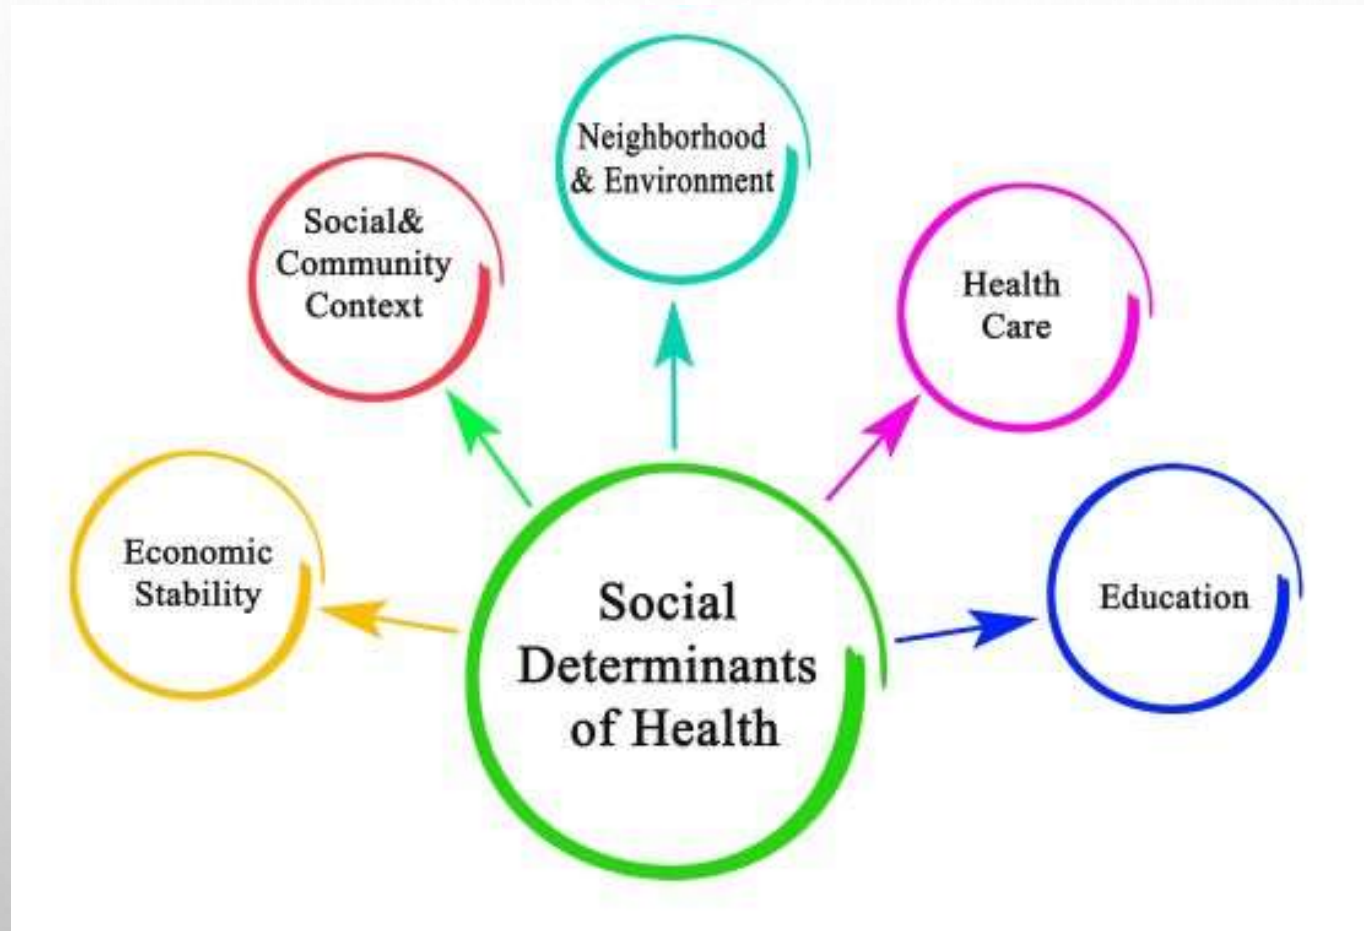 Neighborhood
& Environment
Social&
Community
Context
Health
Care
Economic
Stability
Education
Social
Determinants
of Health